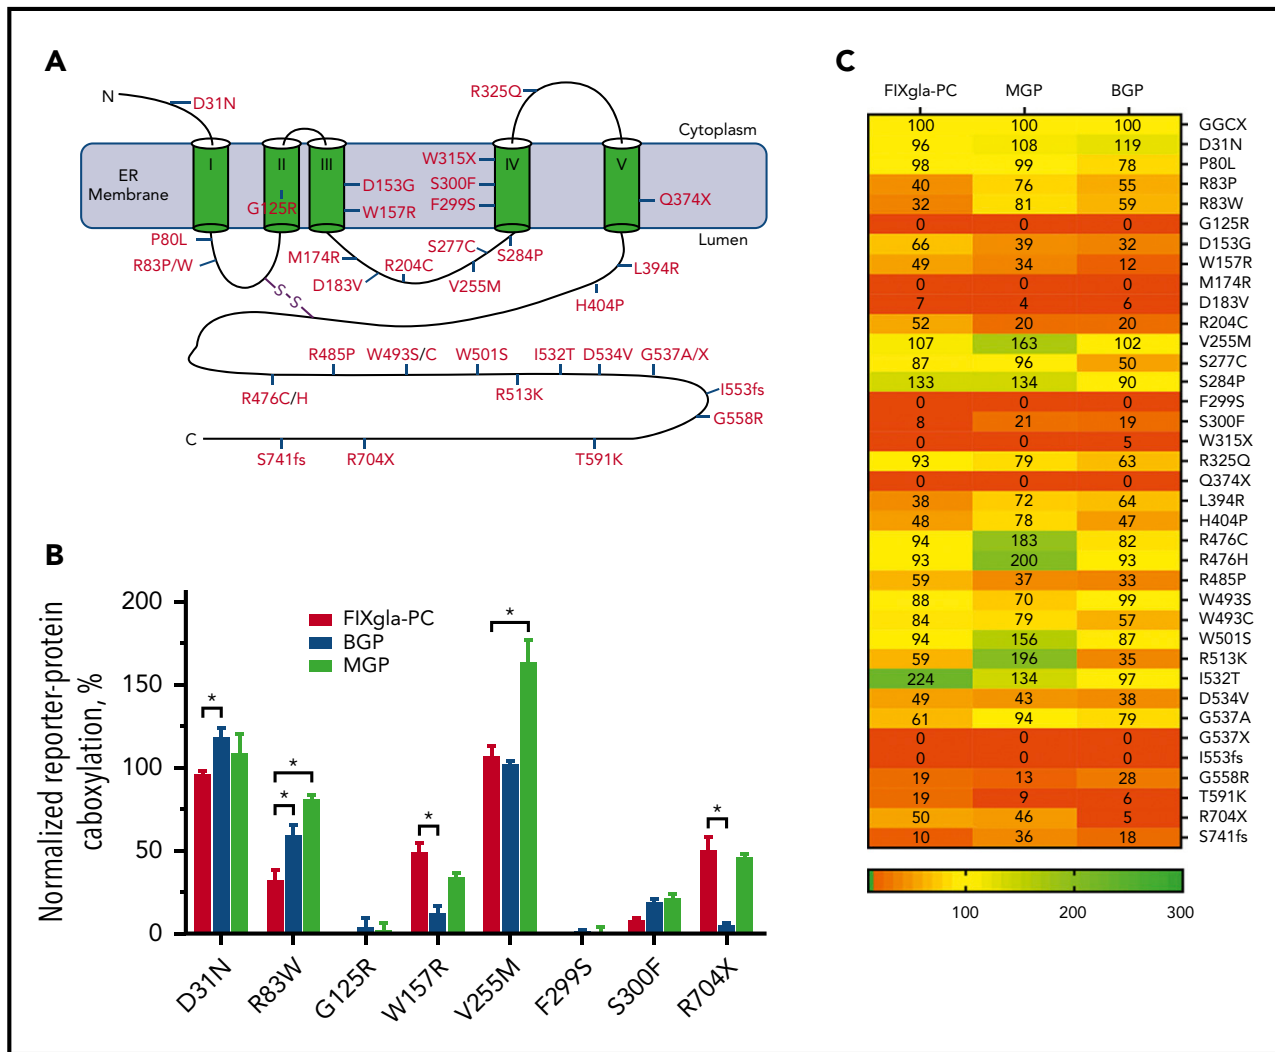 A
N
D31N
R325Q
Cytoplasm
ER
Membrane
I
II
III
IV
V
W315X
S300F
F299S
D153G
W157R
G125R
Q374X
Lumen
P80L
R83P/W
M174R
D183V
R204C
S277C
V255M
S284P
L394R
H404P
S-S
R485P
W493S/C
W501S
I532T
D534V
G537A/X
R476C/H
R513K
I553fs
G558R
C
S741fs
R704X
T591K
B
Normalized reporter-protein
caboxylation, %
200
150
100
50
0
FIXgla-PC
BGP
MGP
*
*
*
*
*
*
D31N
R83W
G125R
W157R
V255M
F299S
S300F
R704X
C
FIXgla-PC MGP BGP
100 100 100 GGCX
96 108 119 D31N
98 99 78 P80L
40 76 55 R83P
32 81 59 R83W
0 0 0 G125R
66 39 32 D153G
49 34 12 W157R
0 0 0 M174R
7 4 6 D183V
52 20 20 R204C
107 163 102 V255M
87 96 50 S277C
133 134 90 S284P
0 0 0 F299S
8 21 19 S300F
0 0 5 W315X
93 79 63 R325Q
0 0 0 Q374X
38 72 64 L394R
48 78 47 H404P
94 183 82 R476C
93 200 93 R476H
59 37 33 R485P
88 70 99 W493S
84 79 57 W493C
94 156 87 W501S
59 196 35 R513K
224 134 97 I532T
49 43 38 D534V
61 94 79 G537A
0 0 0 G537X
0 0 0 I553fs
19 13 28 G558R
19 9 6 T591K
50 46 5 R704X
10 36 18 S741fs
100 200 300